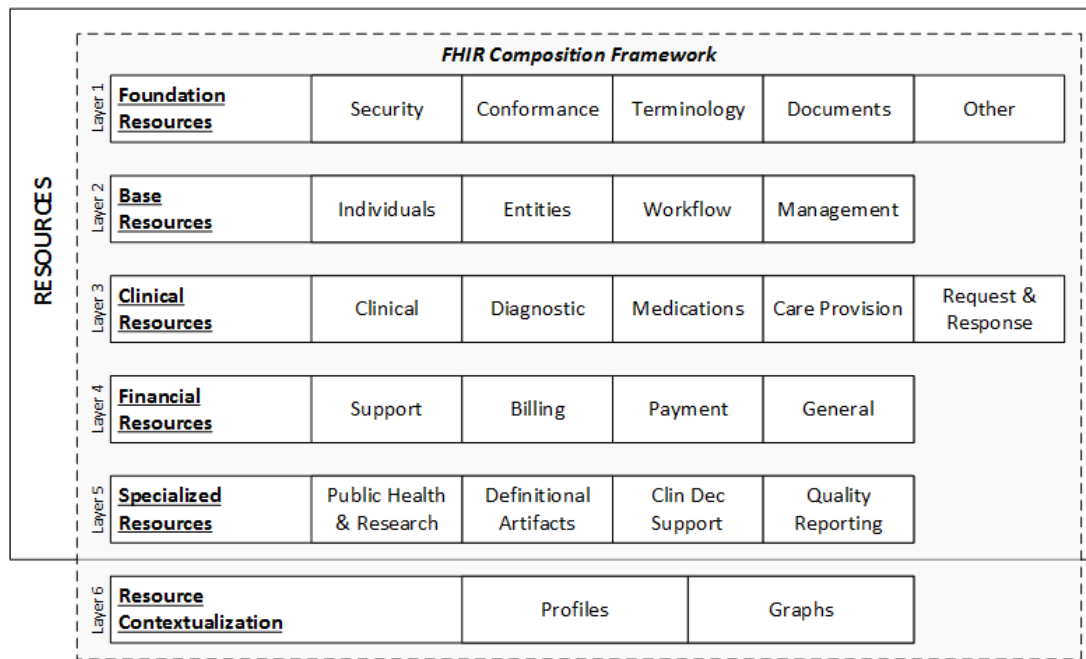 FHIR Composition Framework
RESOURCES
Layer 1
Foundation
Resources
Security
Conformance
Terminology
Documents
Other
Layer 2
Base
Resources
Individuals
Entities
Workflow
Management
Layer 3
Clinical
Resources
Clinical
Diagnostic
Medications
Care Provision
Request &
Response
Layer 4
Financial
Resources
Support
Billing
Payment
General
Layer 5
Specialized
Resources
Public Health
& Research
Definitional
Artifacts
Clin Dec
Support
Quality
Reporting
Layer 6
Resource
Contextualization
Profiles
Graphs